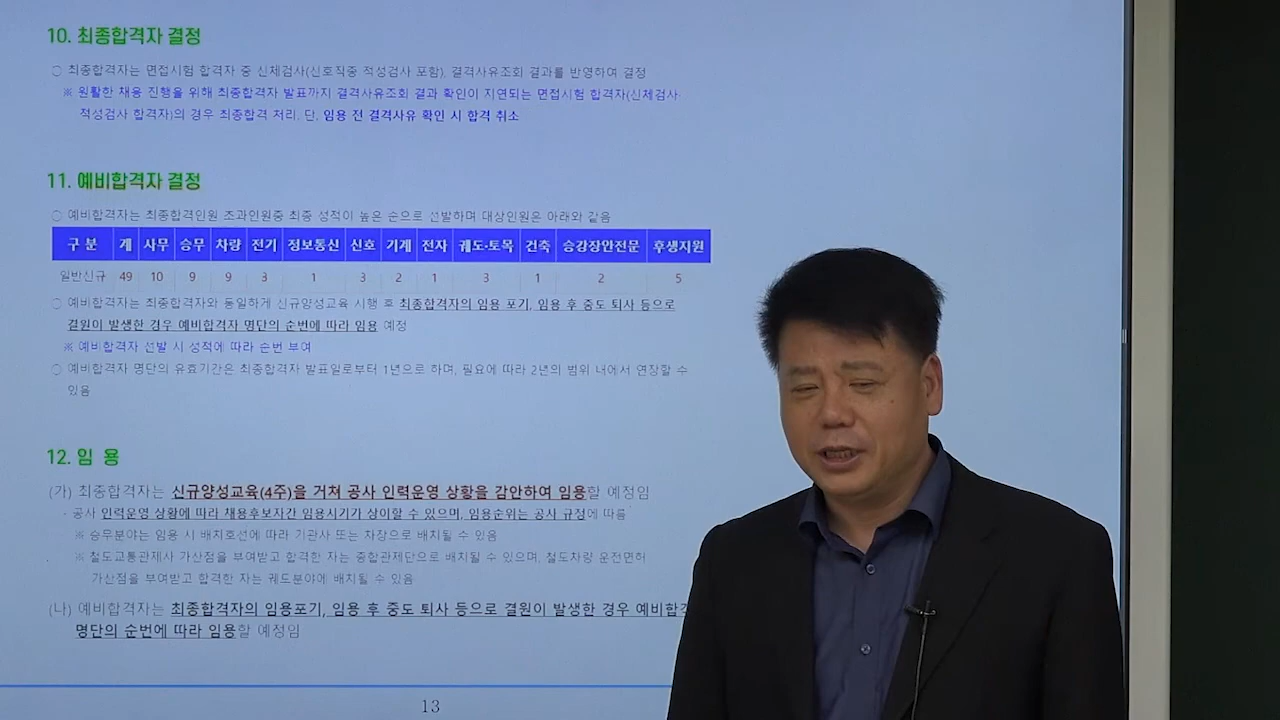 10. 최종합격자 결정
○ 최종합격자는 면접시험 합격자 중 신체검사(신호직종 적성검사 포함), 결격사유조회 결과를 반영하여 결정
※ 원활한 채용 진행을 위해 최종합격자 발표까지 결격사유조회 결과 확인이 지연되는 면접시험 합격자(신체검사·
적성검사 합격자)의 경우 최종합격 처리. 단, 임용 전 결격사유 확인 시 합격 취소
11. 예비합격자 결정
○ 예비합격자는 최종합격인원 초과인원중 최종 성적이 높은 순으로 선발하며 대상인원은 아래와 같음
구 분 계 사무 승무 차량 전기 정보통신 신호 기계 전자 궤도·토목 건축 승강장안전문 후생지원
일반신규 49 10 9 9 3 1 3 2 1 3 1 2 5
○ 예비합격자는 최종합격자와 동일하게 신규양성교육 시행 후 최종합격자의 임용 포기, 임용 후 중도 퇴사 등으로
결원이 발생한 경우 예비합격자 명단의 순번에 따라 임용 예정
※ 예비합격자 선발 시 성적에 따라 순번 부여
○ 예비합격자 명단의 유효기간은 최종합격자 발표일로부터 1년으로 하며, 필요에 따라 2년의 범위 내에서 연장할 수
있음
12. 임 용
(가) 최종합격자는 신규양성교육(4주)을 거쳐 공사 인력운영 상황을 감안하여 임용할 예정임
- 공사 인력운영 상황에 따라 채용후보자간 임용시기가 상이할 수 있으며, 임용순위는 공사 규정에 따름
※ 승무분야는 임용 시 배치호선에 따라 기관사 또는 차장으로 배치될 수 있음
※ 철도교통관제사 가산점을 부여받고 합격한 자는 종합관제단으로 배치될 수 있으며, 철도차량 운전면허
가산점을 부여받고 합격한 자는 궤도분야에 배치될 수 있음
(나) 예비합격자는 최종합격자의 임용포기, 임용 후 중도 퇴사 등으로 결원이 발생한 경우 예비합격
명단의 순번에 따라 임용할 예정임
13